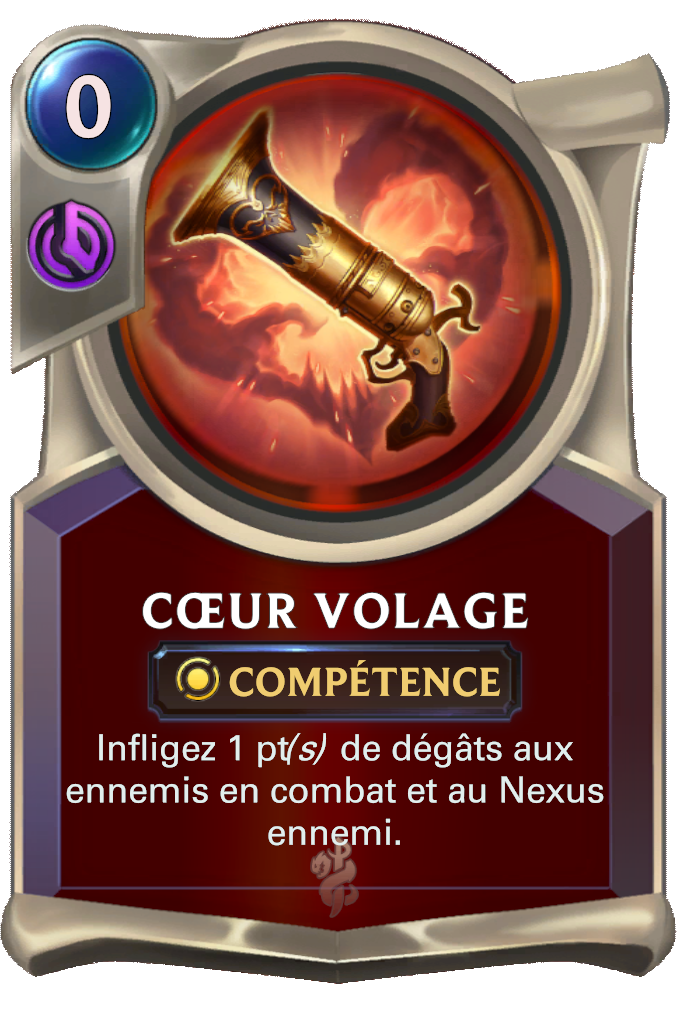 0
CŒUR VOLAGE
COMPÉTENCE
Infligez 1 pt(s) de dégâts aux
ennemis en combat et au Nexus
ennemi.